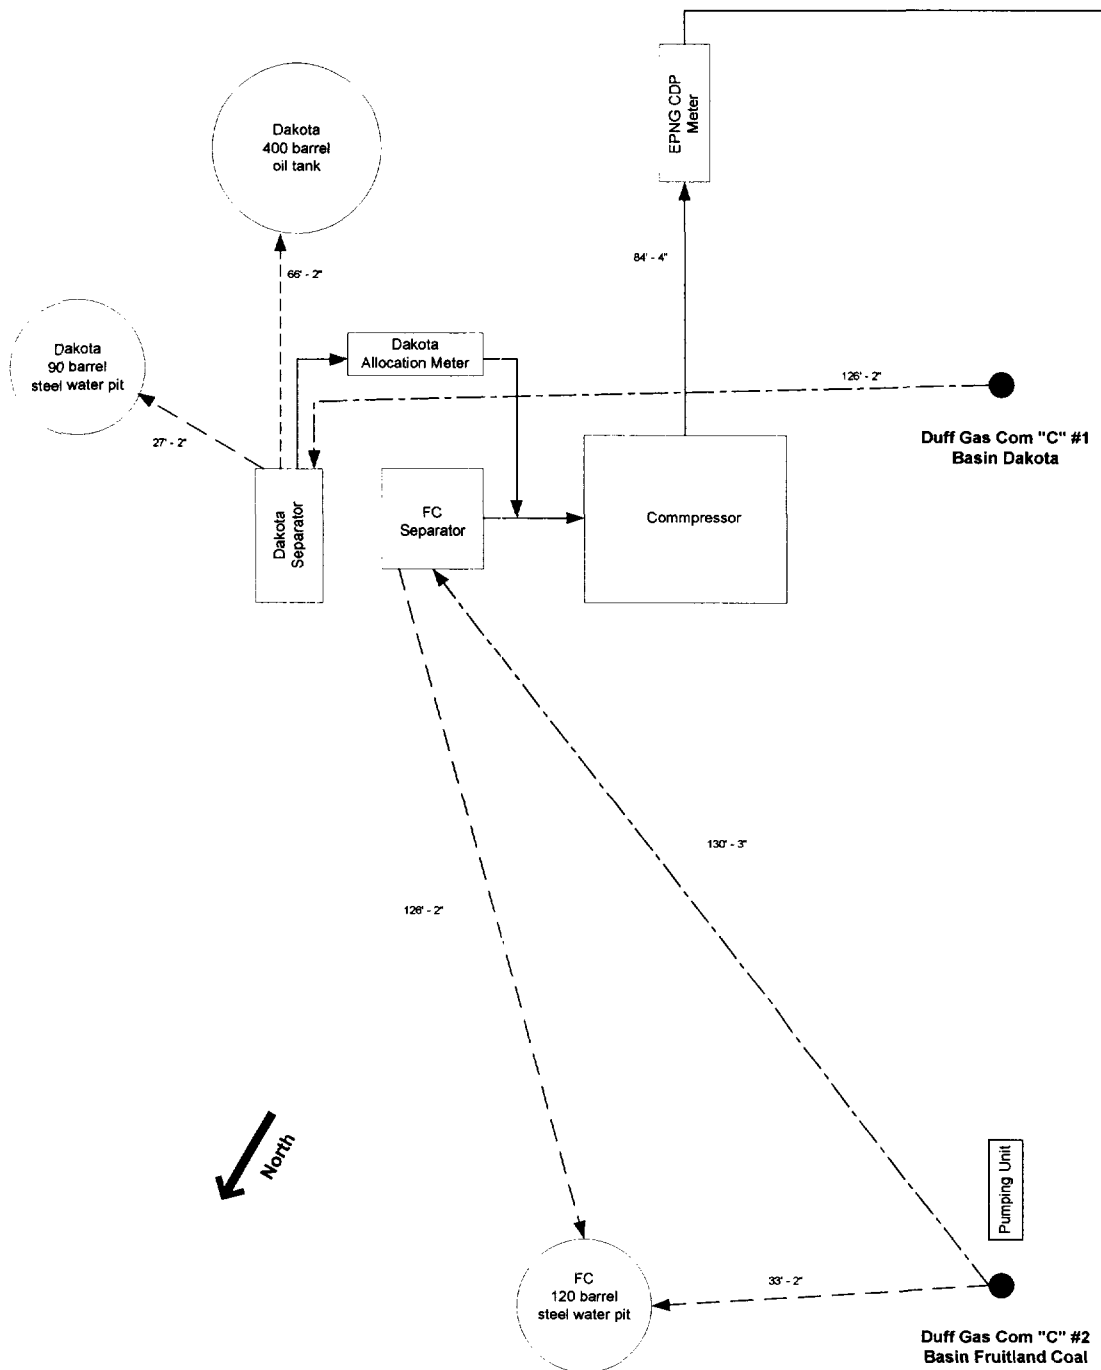 EPNG CDP
Meter
Dakota
400 barrel
oil tank
84' - 4"
66' - 2"
Dakota
90 barrel
steel water pit
Dakota
Allocation Meter
126' - 2"
27' - 2"
Duff Gas Com "C" #1
Basin Dakota
Dakota
Separator
FC
Separator
Commpressor
130' - 3"
126' - 2"
North
Pumping Unit
FC
120 barrel
steel water pit
33' - 2"
Duff Gas Com "C" #2
Basin Fruitland Coal